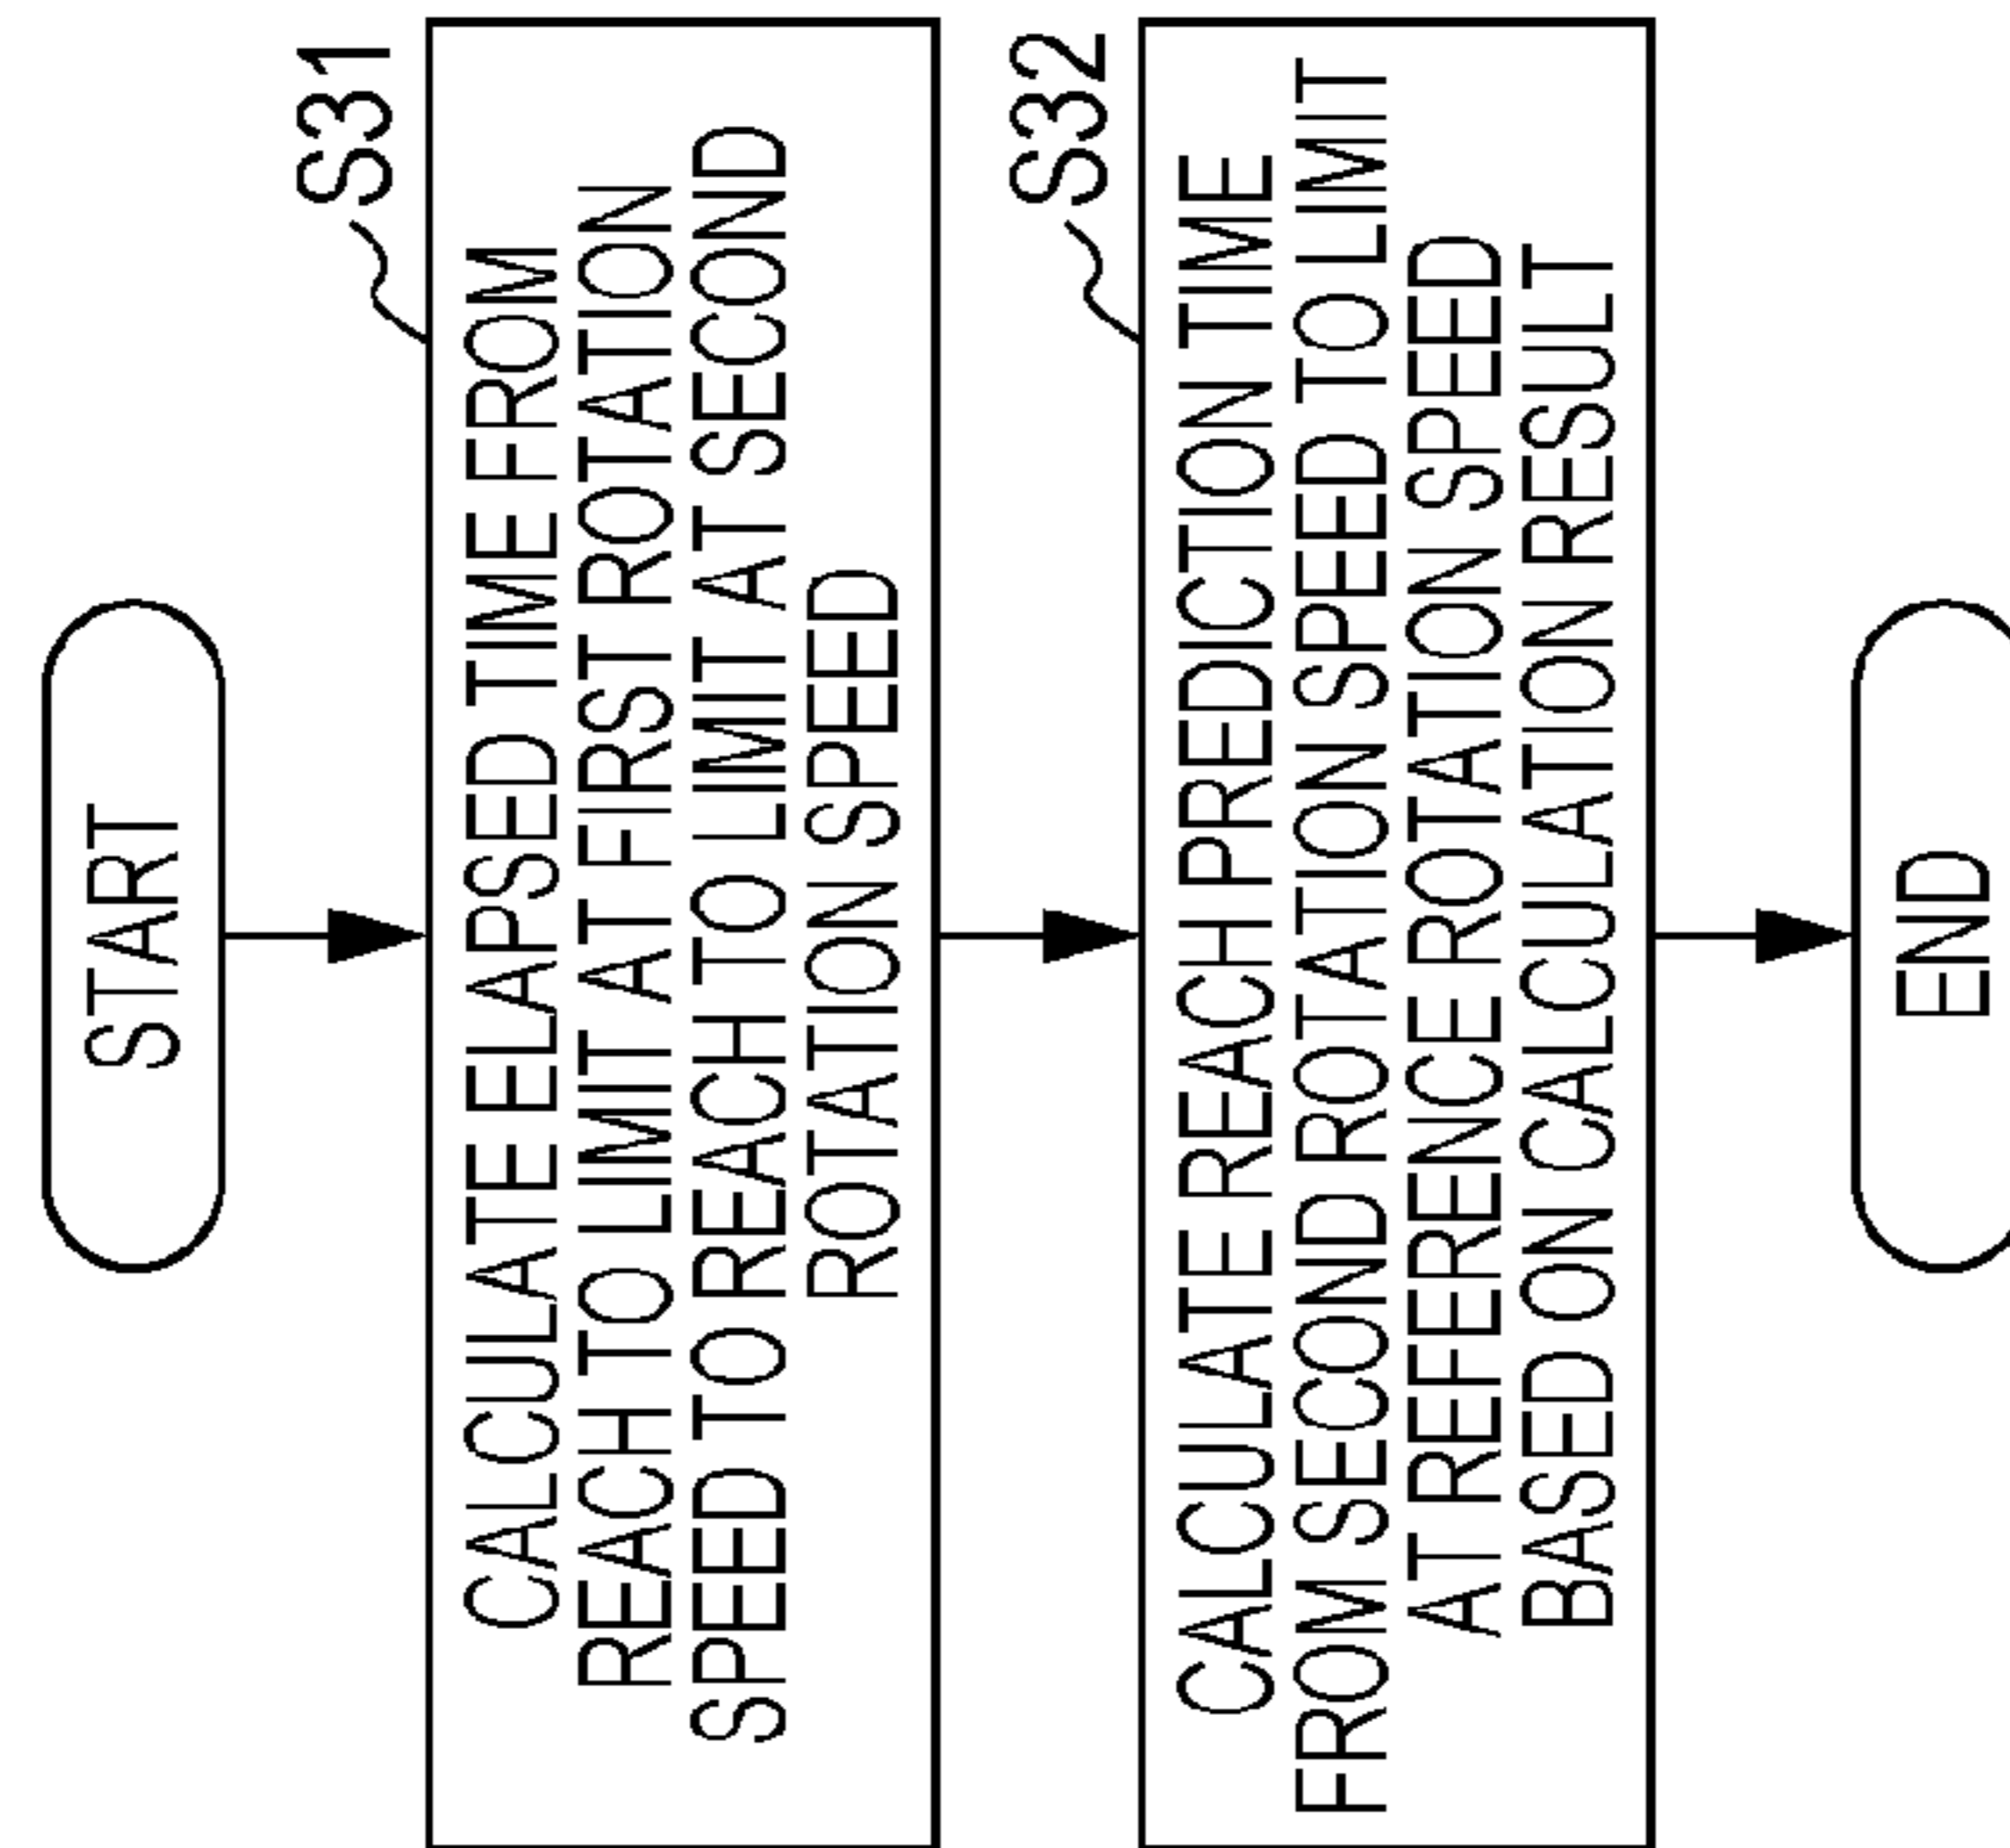 START
S31
CALCULATE ELAPSED TIME FROM
REACH TO LIMIT AT FIRST ROTATION
SPEED TO REACH TO LIMIT AT SECOND
ROTATION SPEED
S32
CALCULATE REACH PREDICTION TIME
FROM SECOND ROTATION SPEED TO LIMIT
AT REFERENCE ROTATION SPEED
BASED ON CALCULATION RESULT
END